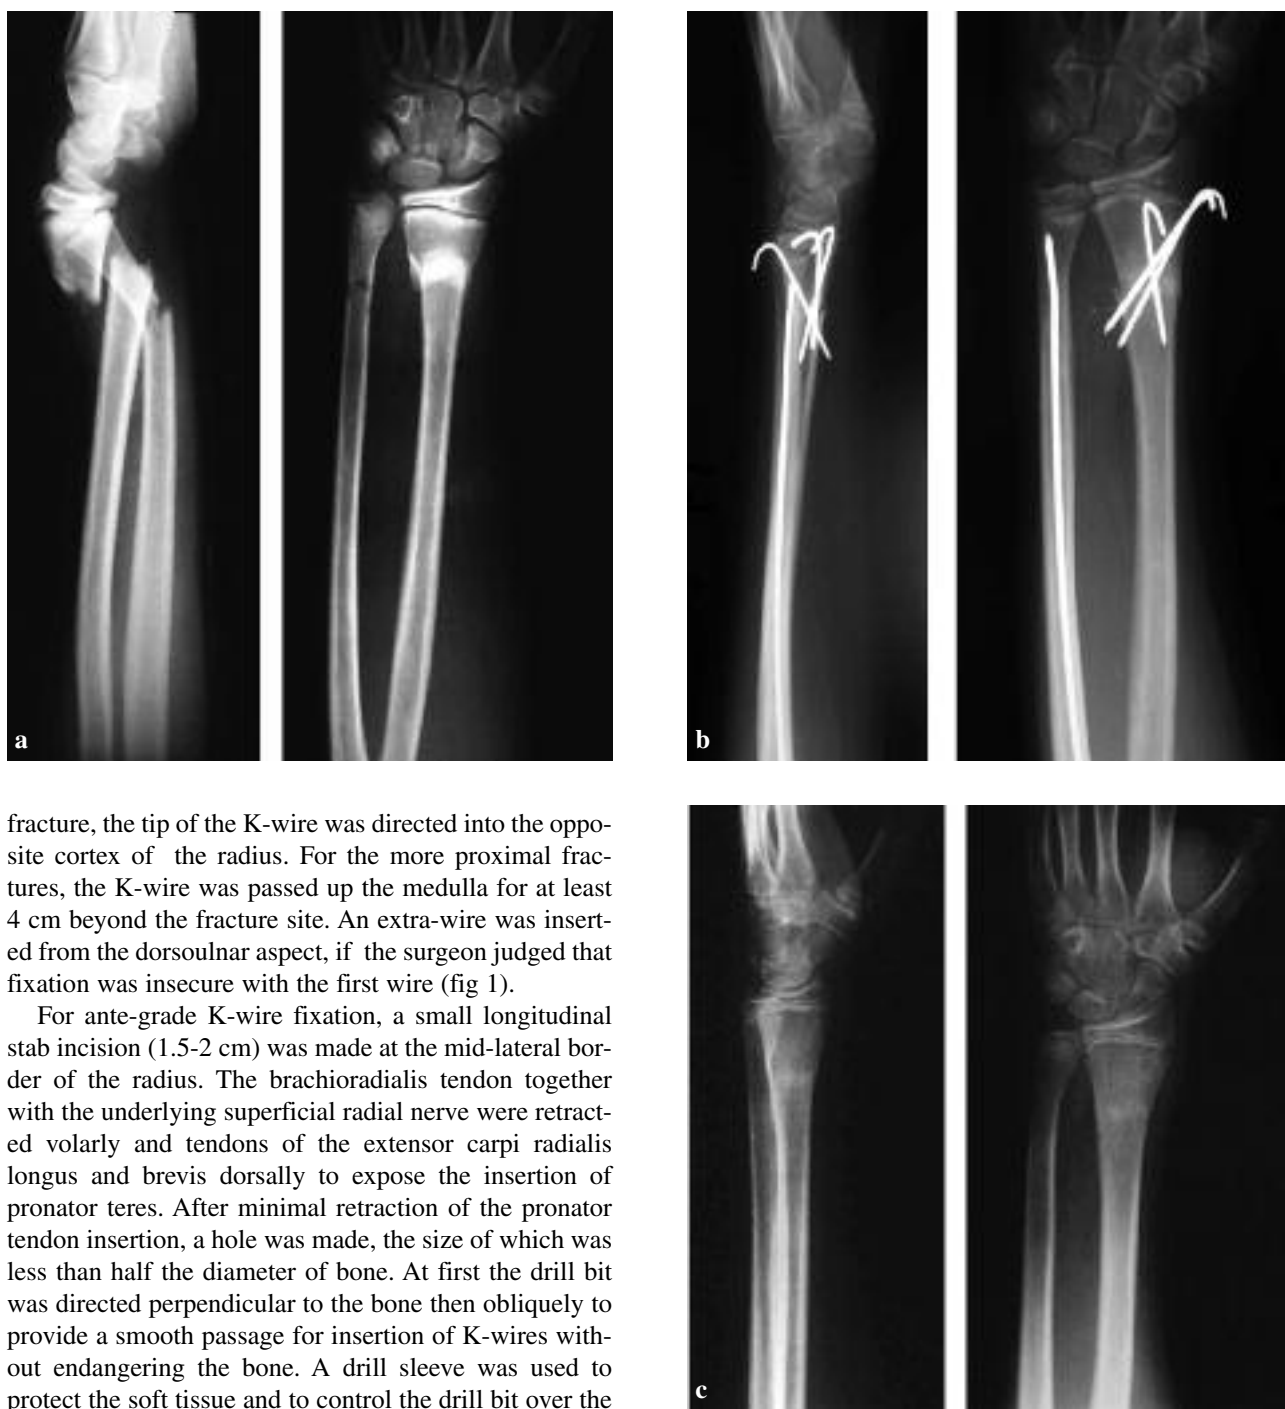 a
b
fracture, the tip of the K-wire was directed into the oppo-
site cortex of the radius. For the more proximal frac-
tures, the K-wire was passed up the medulla for at least
4 cm beyond the fracture site. An extra-wire was insert-
ed from the dorsoulnar aspect, if the surgeon judged that
fixation was insecure with the first wire (fig 1).
For ante-grade K-wire fixation, a small longitudinal
stab incision (1.5-2 cm) was made at the mid-lateral bor-
der of the radius. The brachioradialis tendon together
with the underlying superficial radial nerve were retract-
ed volarly and tendons of the extensor carpi radialis
longus and brevis dorsally to expose the insertion of
pronator teres. After minimal retraction of the pronator
tendon insertion, a hole was made, the size of which was
less than half the diameter of bone. At first the drill bit
was directed perpendicular to the bone then obliquely to
provide a smooth passage for insertion of K-wires with-
out endangering the bone. A drill sleeve was used to
protect the soft tissue and to control the drill bit over the
c